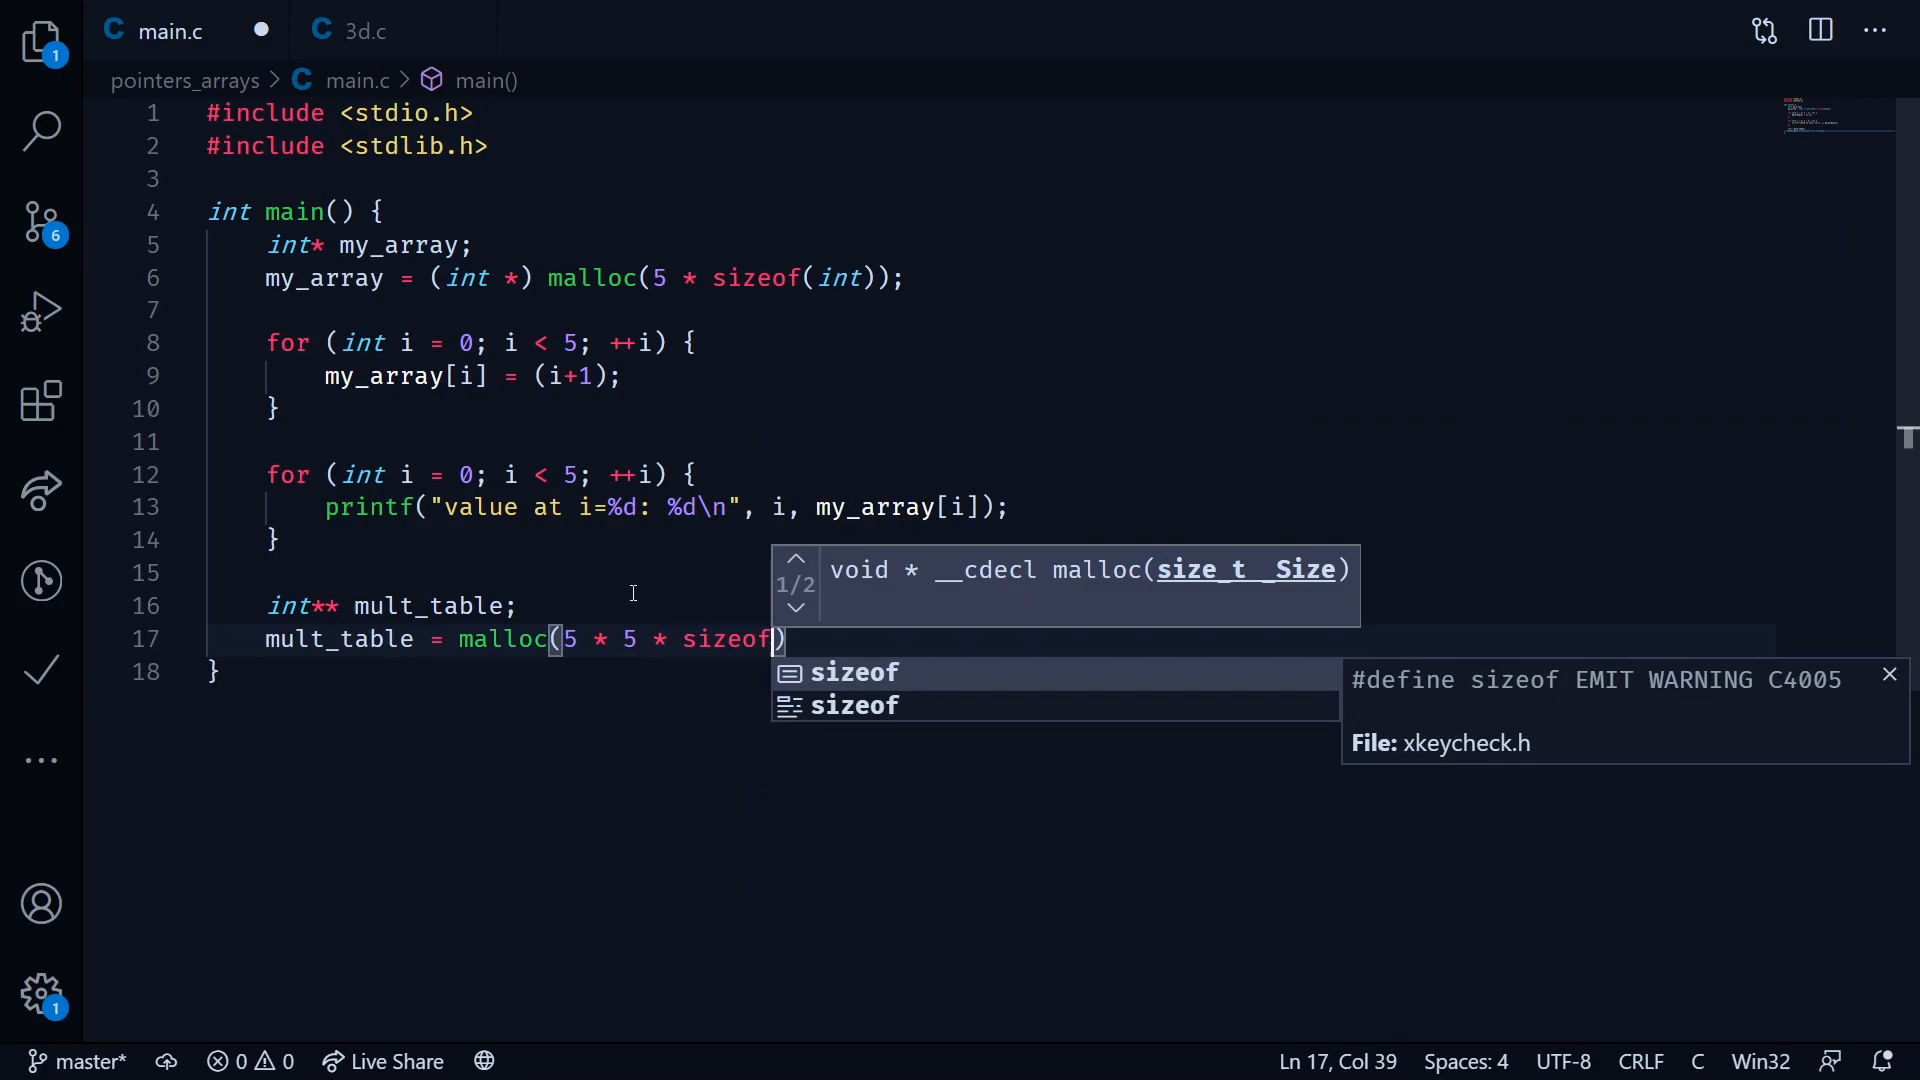 main.c
3d.c
pointers_arrays > main.c > main()
1 #include <stdio.h>
2 #include <stdlib.h>
3
4 int main() {
5 int* my_array;
6 my_array = (int *) malloc(5 * sizeof(int));
7
8 for (int i = 0; i < 5; ++i) {
9 my_array[i] = (i+1);
10 }
11
12 for (int i = 0; i < 5; ++i) {
13 printf("value at i=%d: %d\n", i, my_array[i]);
14 }
15
1/2 void * __cdecl malloc(size_t _Size)
16 int** mult_table;
17 mult_table = malloc(5 * 5 * sizeof)
18 }
sizeof
sizeof
#define sizeof EMIT WARNING C4005
File: xkeycheck.h
1
6
1
master* 0 0 Live Share Ln 17, Col 39 Spaces: 4 UTF-8 CRLF C Win32